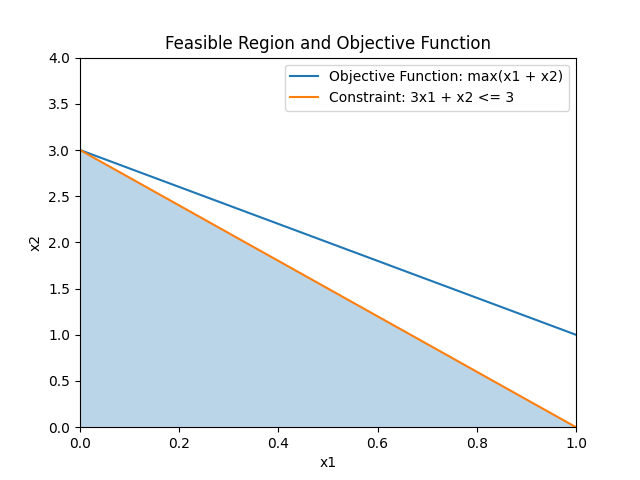 Feasible Region and Objective Function
Objective Function: max(x1 + x2)
Constraint: 3x1 + x2 <= 3
4.0
3.5
3.0
2.5
2.0
1.5
1.0
0.5
0.0
x2
0.0 0.2 0.4 0.6 0.8 1.0
x1